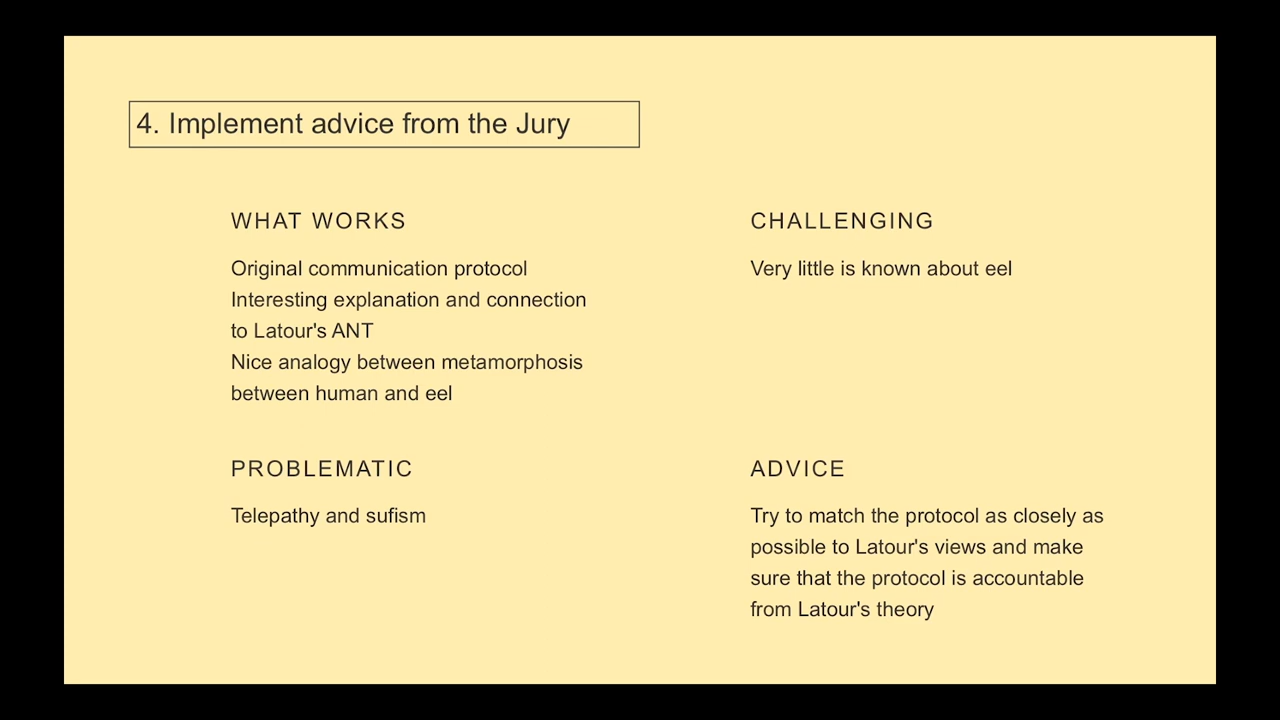 4. Implement advice from the Jury
WHAT WORKS
Original communication protocol
Interesting explanation and connection
to Latour's ANT
Nice analogy between metamorphosis
between human and eel
CHALLENGING
Very little is known about eel
PROBLEMATIC
Telepathy and sufism
ADVICE
Try to match the protocol as closely as
possible to Latour's views and make
sure that the protocol is accountable
from Latour's theory